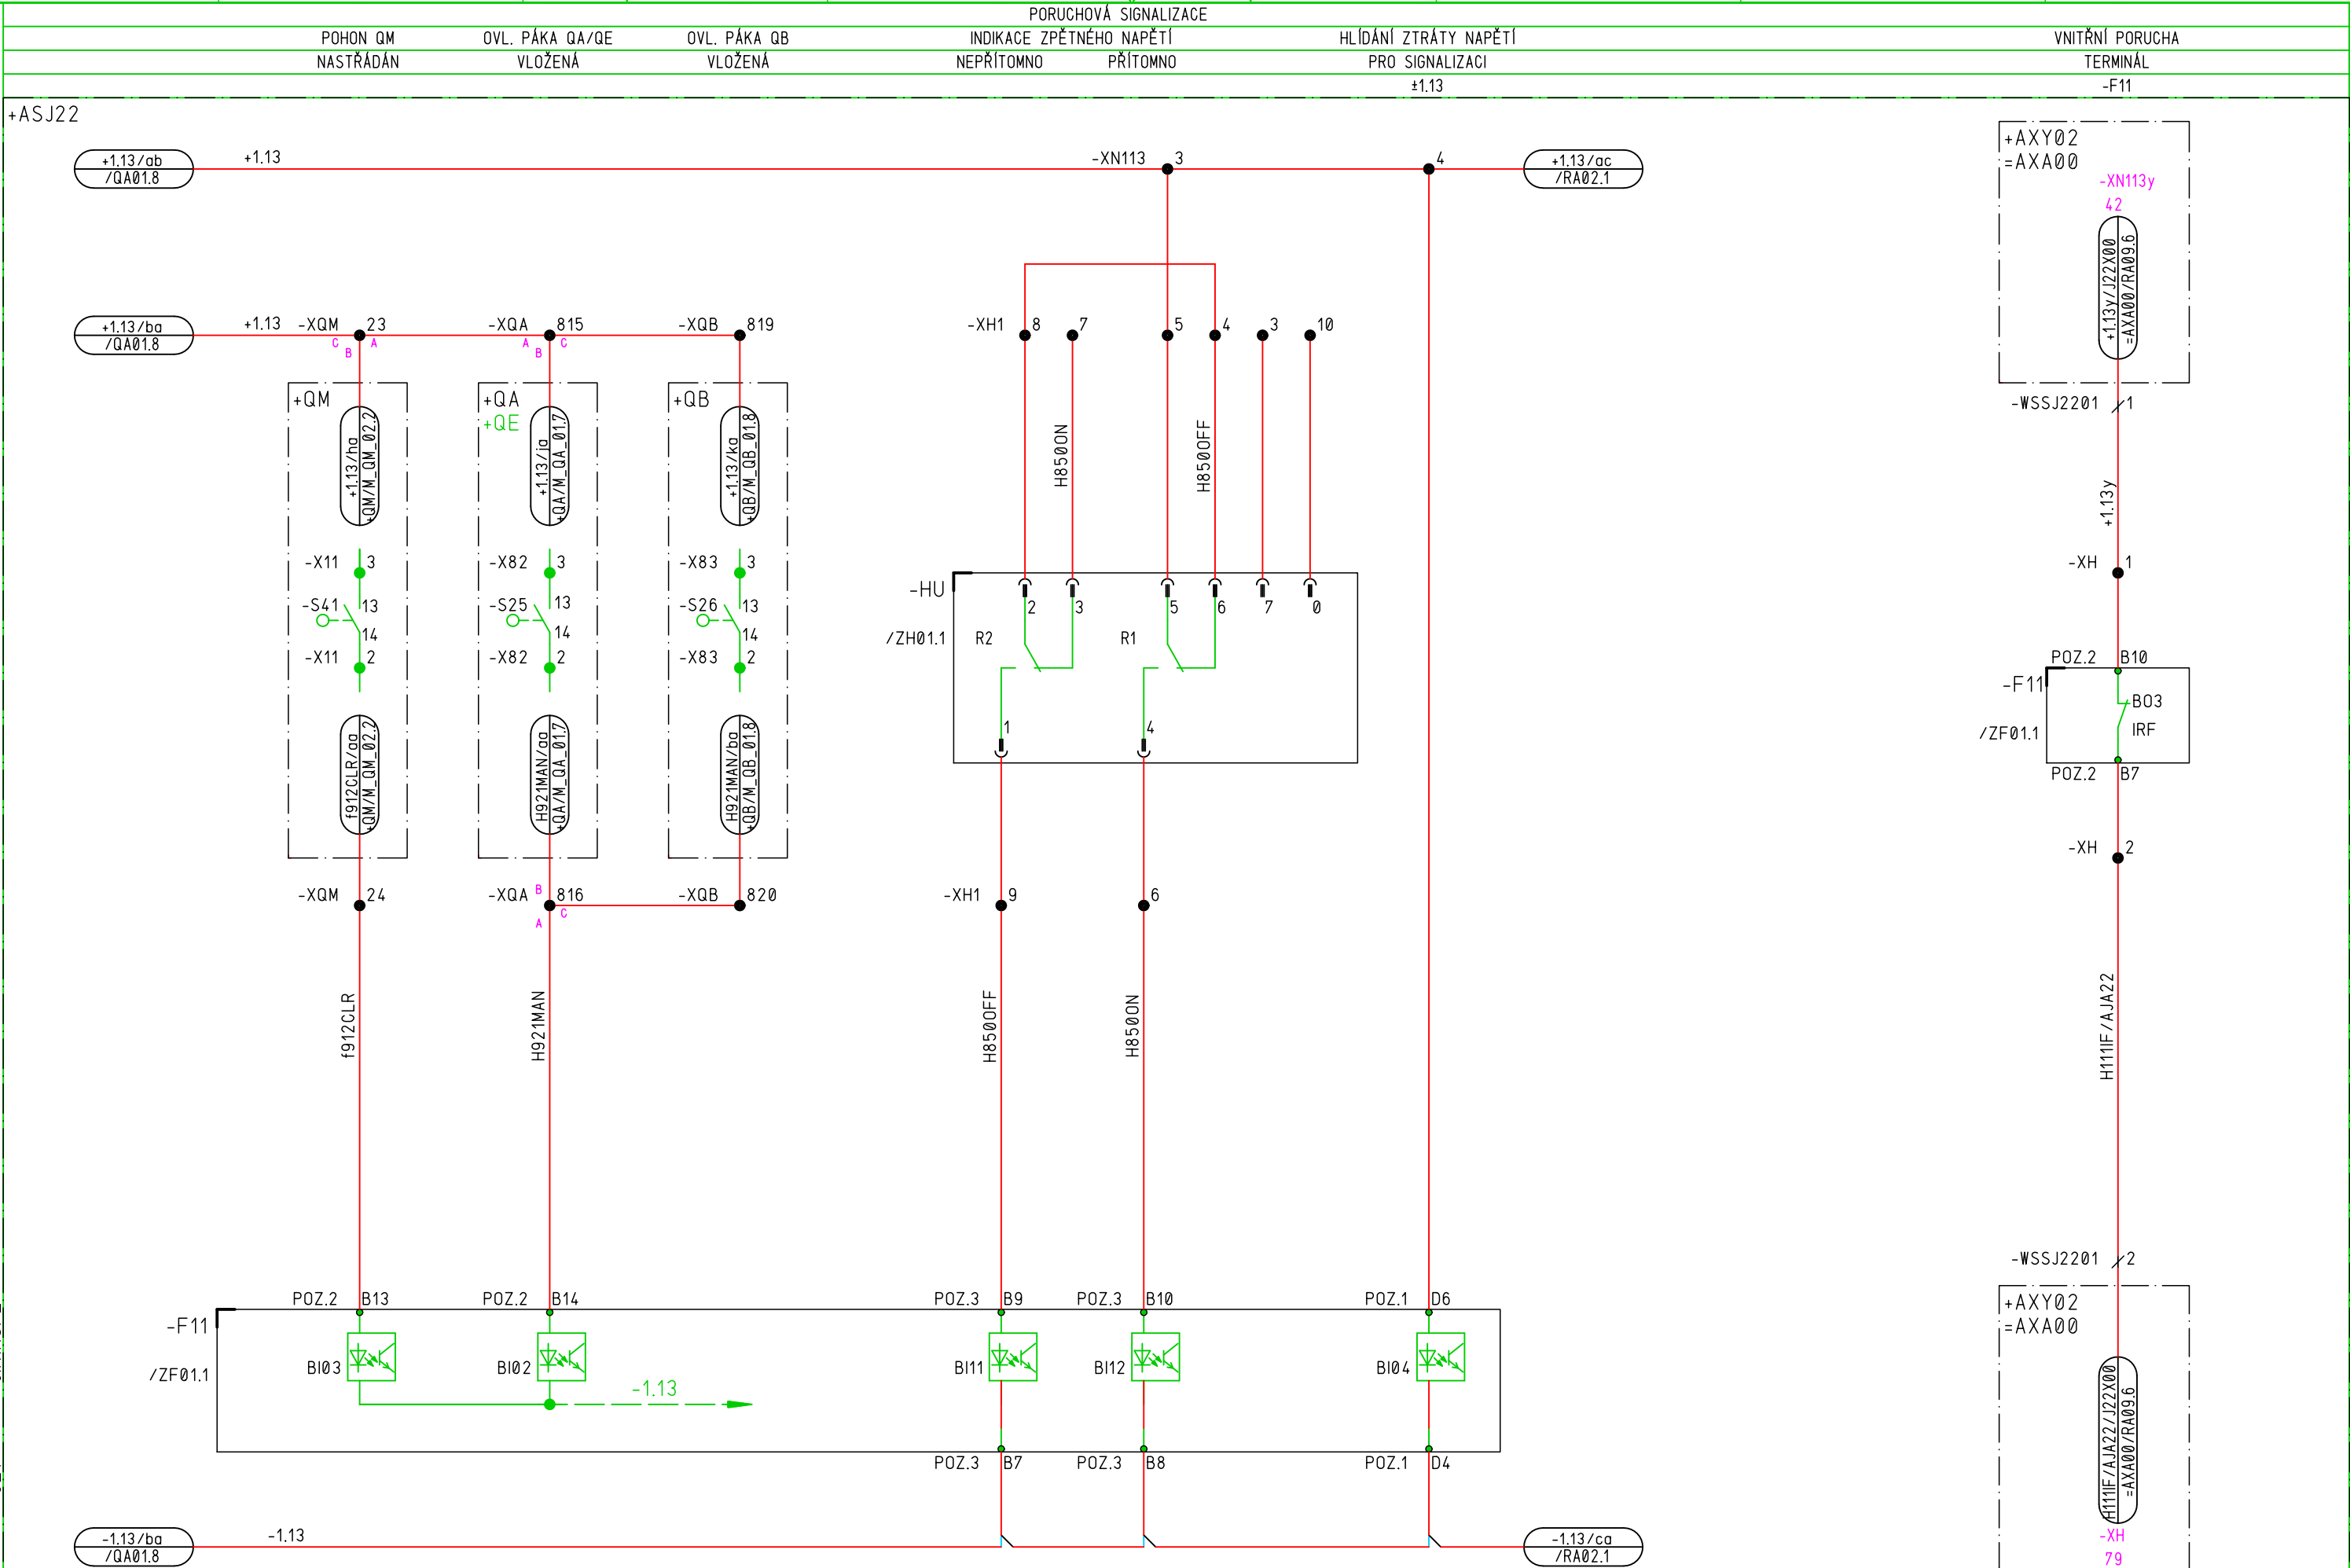 PORUCHOVÁ SIGNALIZACE
POHON QM OVL. PÁKA QA/QE OVL. PÁKA QB INDIKACE ZPĚTNÉHO NAPĚTÍ HLÍDÁNÍ ZTRÁTY NAPĚTÍ VNITŘNÍ PORUCHA
NASTŘÁDÁN VLOŽENÁ VLOŽENÁ NEPŘÍTOMNO PŘÍTOMNO PRO SIGNALIZACI TERMINÁL
±1.13 -F11
+ASJ22
+AXY02
=AXA00
-XN113y
42
+1.13y/J22X00
=AXA00/RA09.6
+1.13/ab
/QA01.8
+1.13
-XN113 3
4
+1.13/ac
/RA02.1
+1.13/ba
/QA01.8
+1.13
-XQM 23
C B A
-XQA 815
A B C
-XQB 819
-XH1 8 7 5 4 3 10
+QM
+1.13/ha
+QM/M_QM_02.2
+QA
+QE
+1.13/ja
+QA/M_QA_01.7
+QB
+1.13/ka
+QB/M_QB_01.8
H850ON
H850OFF
-WSSJ2201 1
+1.13y
-XH 1
-X11 3
-S41 13
14
-X11 2
-X82 3
-S25 13
14
-X82 2
-X83 3
-S26 13
14
-X83 2
-HU
/ZH01.1
2 3 5 6 7 0
R2 R1
1 4
POZ.2 B10
-F11
/ZF01.1
BO3
IRF
POZ.2 B7
-XH 2
f912CLR/aa
+QM/M_QM_02.2
H921MAN/aa
+QA/M_QA_01.7
H921MAN/ba
+QB/M_QB_01.8
-XQM 24
-XQA 816
B
A C
-XQB 820
-XH1 9 6
f912CLR
H921MAN
H850OFF
H850ON
H111IF/AJA22
-WSSJ2201 2
+AXY02
=AXA00
H111IF/AJA22/J22X00
=AXA00/RA09.6
-XH
79
POZ.2 B13 POZ.2 B14 POZ.3 B9 POZ.3 B10 POZ.1 D6
-F11
/ZF01.1
BI03 BI02 BI11 BI12 BI04
-1.13
POZ.3 B7 POZ.3 B8 POZ.1 D4
-1.13/ba
/QA01.8
-1.13
-1.13/ca
/RA02.1